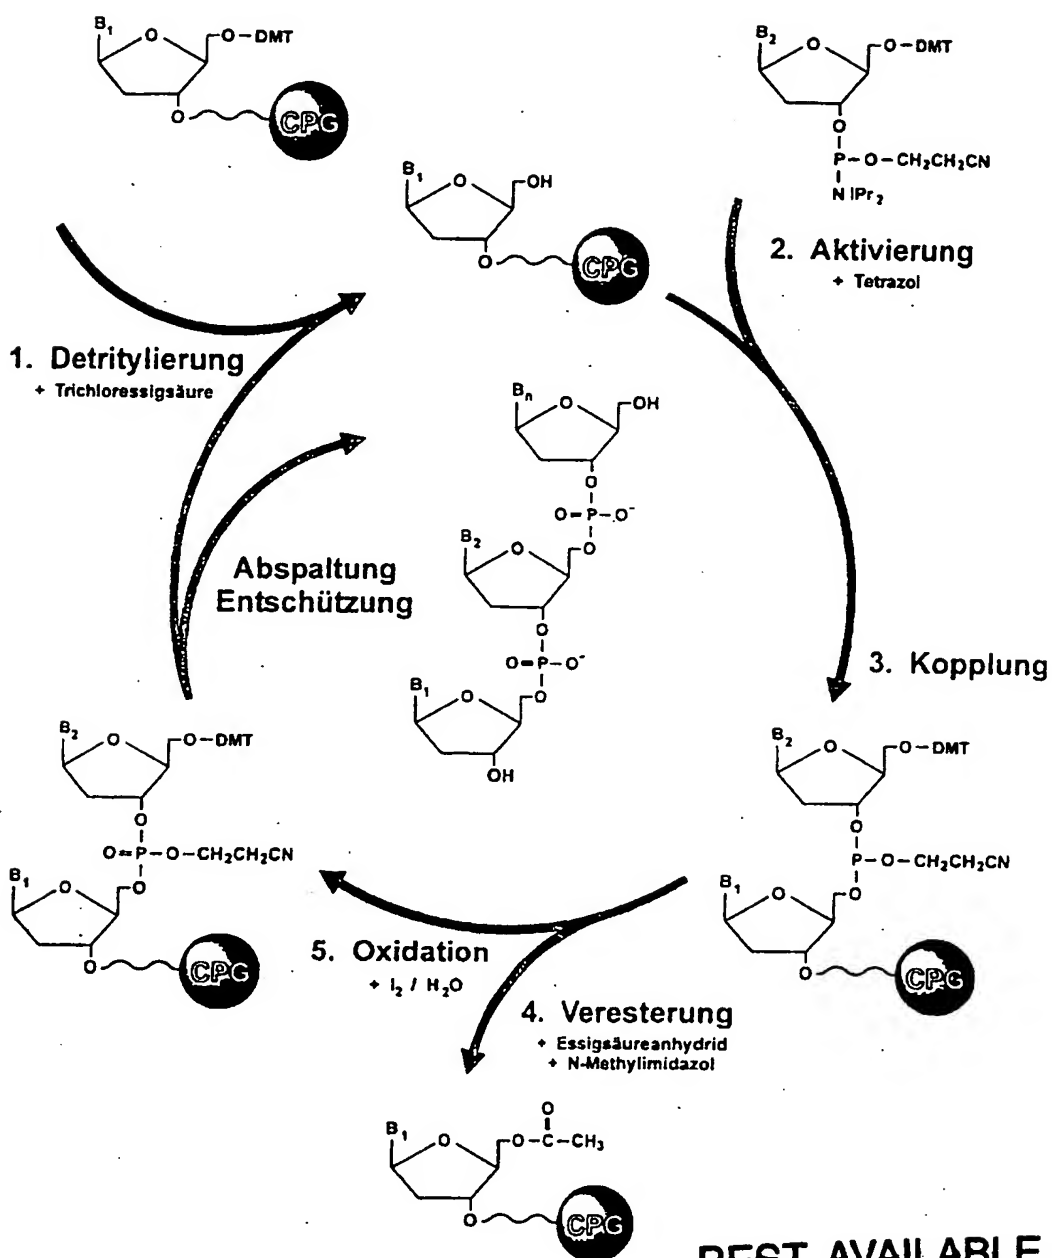 B1 O O–DMT
O CPG
B2 O O–DMT
O
P–O–CH2CH2CN
N IPr2
B1 O OH
O CPG
2. Aktivierung
+ Tetrazol
1. Detritylierung
+ Trichloressigsäure
Bn O OH
O
O=P–O-
O
B2 O
O
O=P–O-
O
B1 O
OH
Abspaltung
Entschützung
3. Kopplung
B2 O O–DMT
O
O=P–O–CH2CH2CN
O
B1 O
O CPG
B2 O O–DMT
O
P–O–CH2CH2CN
O
B1 O
O CPG
5. Oxidation
+ I2 / H2O
4. Veresterung
+ Essigsäureanhydrid
+ N-Methylimidazol
O
B1 O O–C–CH3
O CPG
BEST AVAILABLE